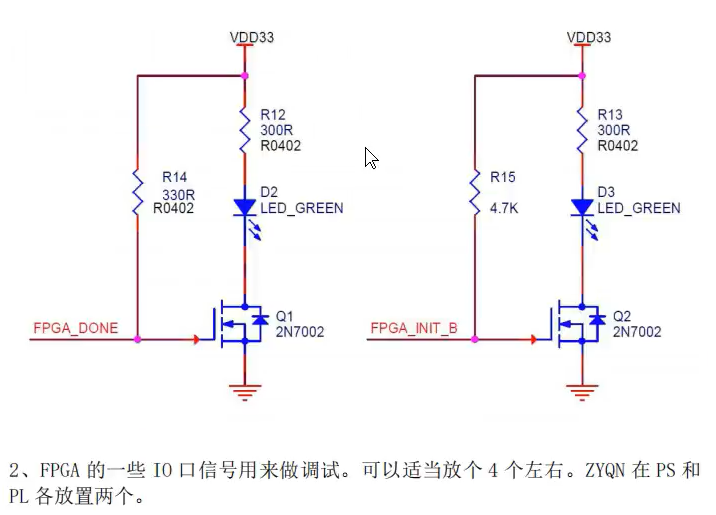 VDD33
VDD33
R12
300R
R0402
R13
300R
R0402
R14
330R
R0402
R15
4.7K
D2
LED_GREEN
D3
LED_GREEN
Q1
2N7002
Q2
2N7002
FPGA_DONE
FPGA_INIT_B
2、FPGA 的一些 IO 口信号用来做调试。可以适当放个 4 个左右。ZYQN 在 PS 和
PL 各放置两个。